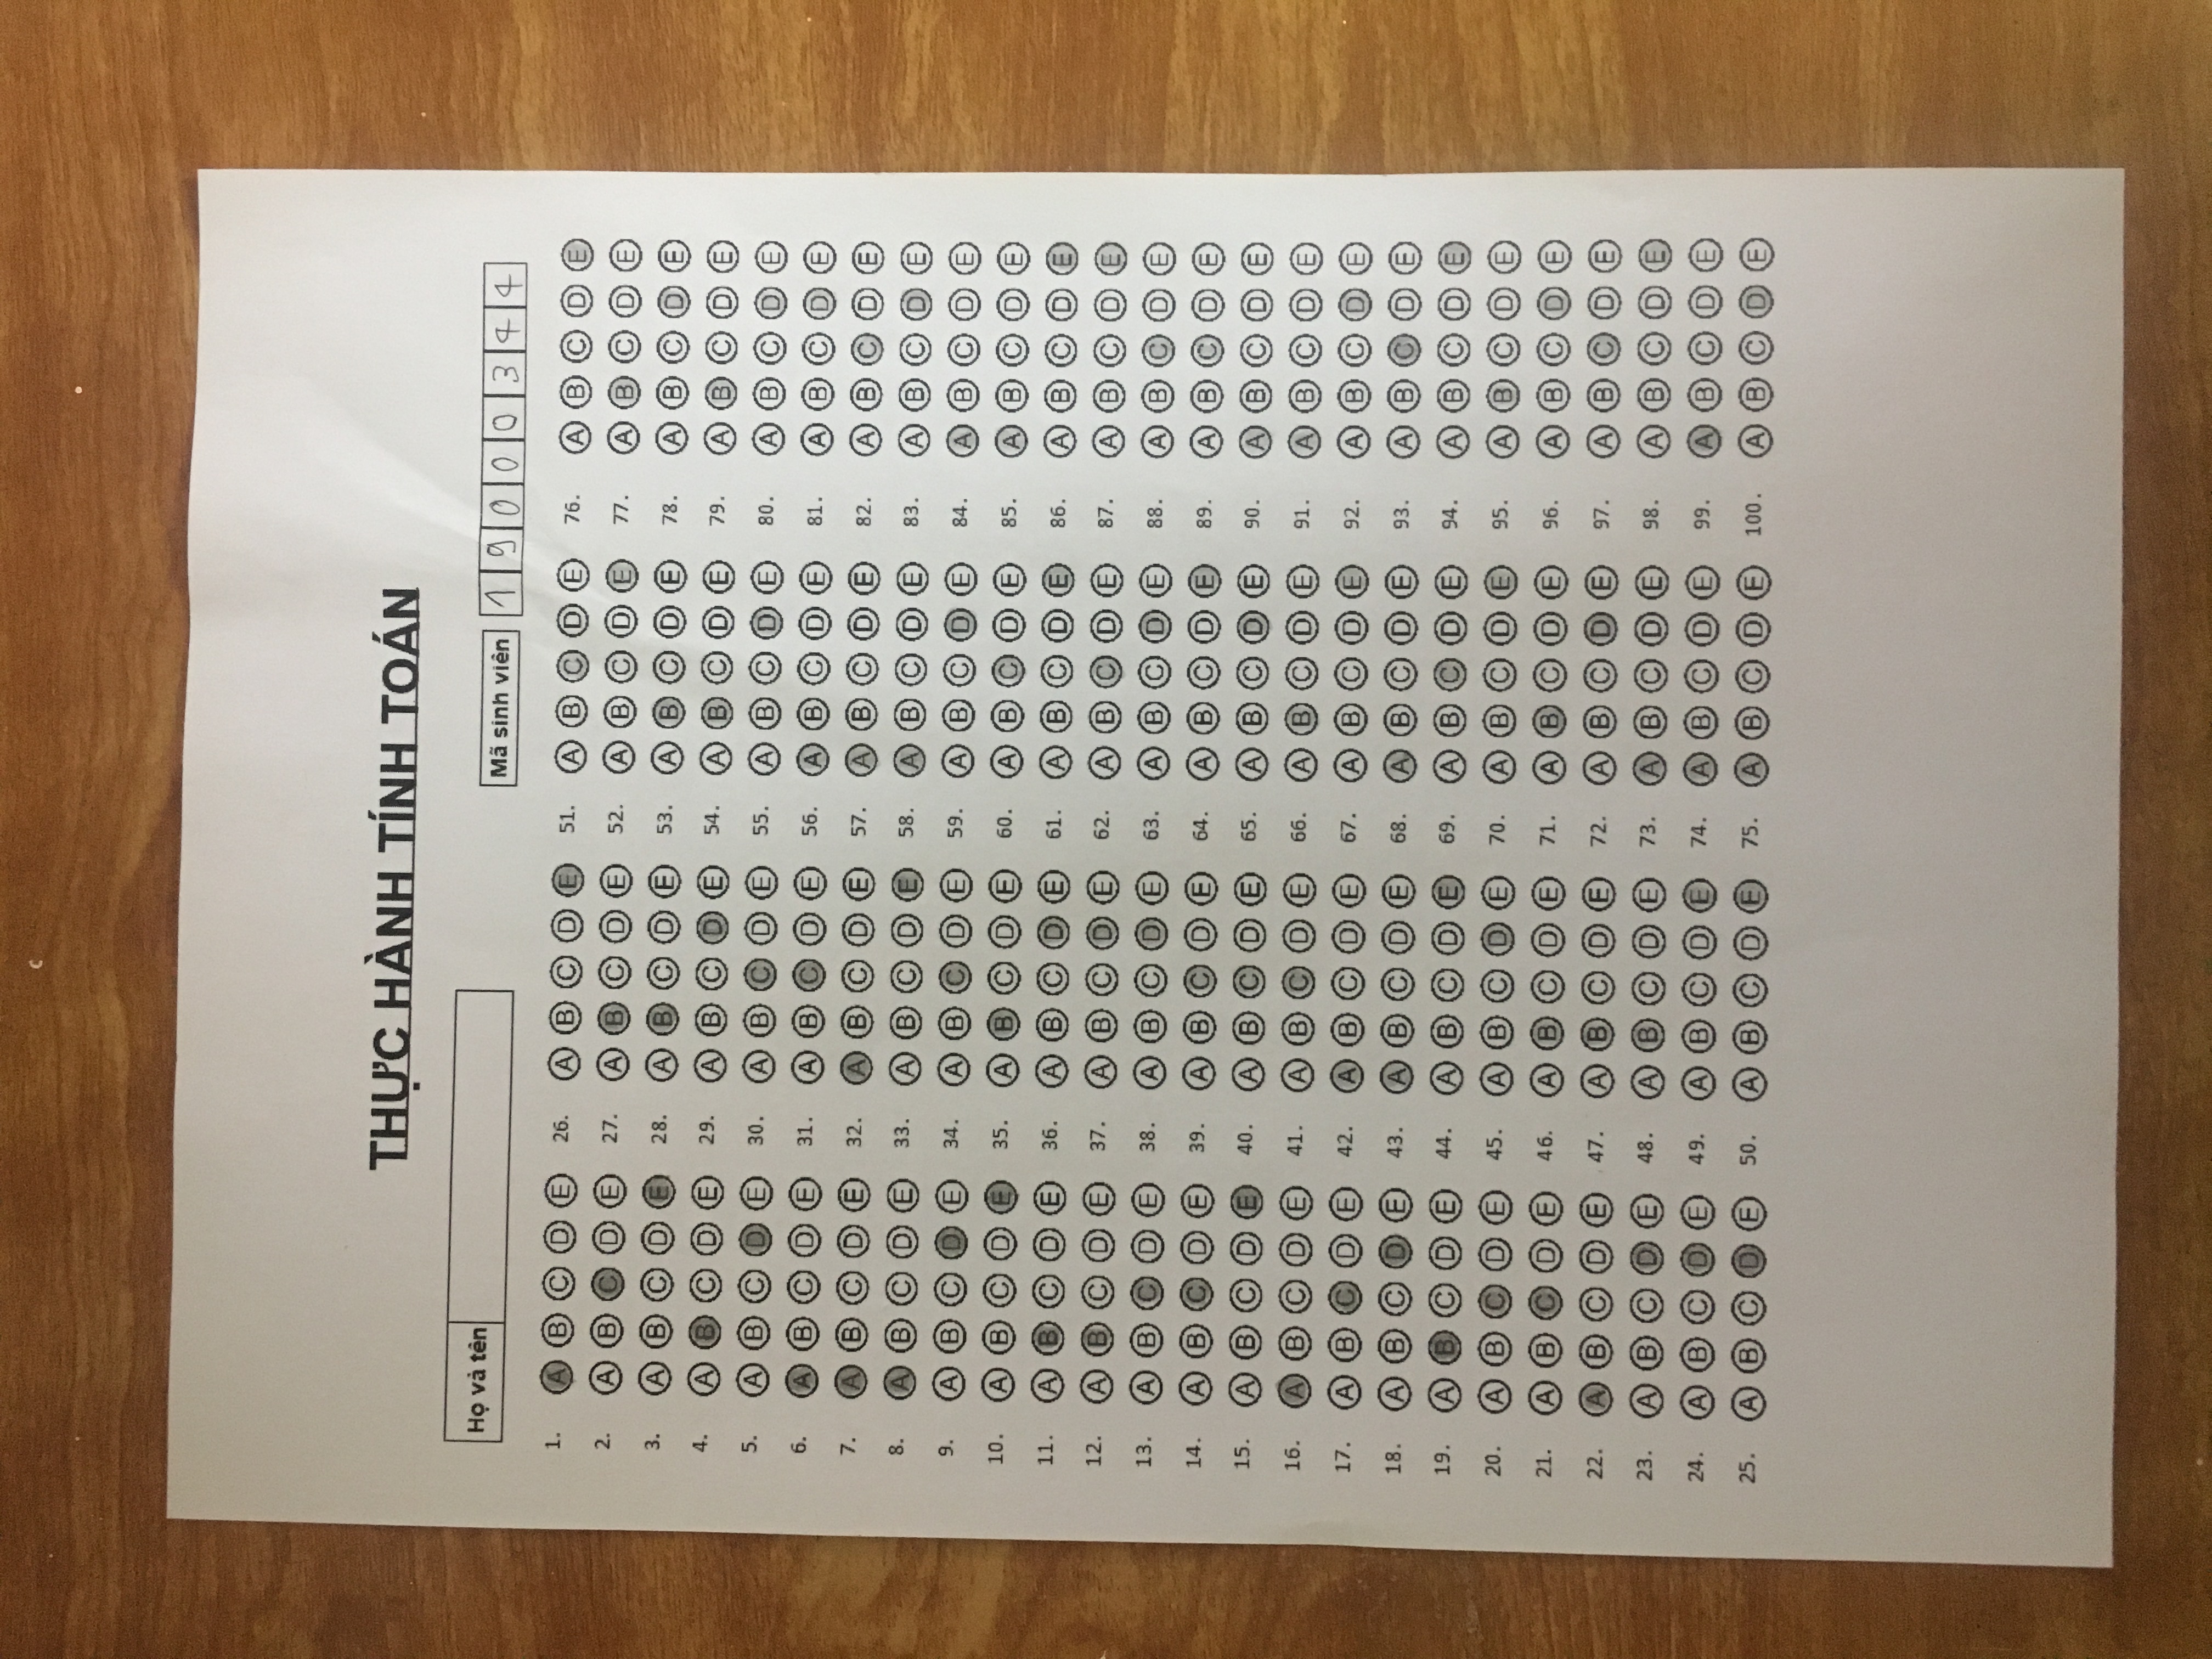 THỰC HÀNH TÍNH TOÁN
Họ và tên
Mã sinh viên 1 9 0 0 0 3 4 4
1. A B C D E 26. A B C D E 51. A B C D E 76. A B C D E
2. A B C D E 27. A B C D E 52. A B C D E 77. A B C D E
3. A B C D E 28. A B C D E 53. A B C D E 78. A B C D E
4. A B C D E 29. A B C D E 54. A B C D E 79. A B C D E
5. A B C D E 30. A B C D E 55. A B C D E 80. A B C D E
6. A B C D E 31. A B C D E 56. A B C D E 81. A B C D E
7. A B C D E 32. A B C D E 57. A B C D E 82. A B C D E
8. A B C D E 33. A B C D E 58. A B C D E 83. A B C D E
9. A B C D E 34. A B C D E 59. A B C D E 84. A B C D E
10. A B C D E 35. A B C D E 60. A B C D E 85. A B C D E
11. A B C D E 36. A B C D E 61. A B C D E 86. A B C D E
12. A B C D E 37. A B C D E 62. A B C D E 87. A B C D E
13. A B C D E 38. A B C D E 63. A B C D E 88. A B C D E
14. A B C D E 39. A B C D E 64. A B C D E 89. A B C D E
15. A B C D E 40. A B C D E 65. A B C D E 90. A B C D E
16. A B C D E 41. A B C D E 66. A B C D E 91. A B C D E
17. A B C D E 42. A B C D E 67. A B C D E 92. A B C D E
18. A B C D E 43. A B C D E 68. A B C D E 93. A B C D E
19. A B C D E 44. A B C D E 69. A B C D E 94. A B C D E
20. A B C D E 45. A B C D E 70. A B C D E 95. A B C D E
21. A B C D E 46. A B C D E 71. A B C D E 96. A B C D E
22. A B C D E 47. A B C D E 72. A B C D E 97. A B C D E
23. A B C D E 48. A B C D E 73. A B C D E 98. A B C D E
24. A B C D E 49. A B C D E 74. A B C D E 99. A B C D E
25. A B C D E 50. A B C D E 75. A B C D E 100. A B C D E